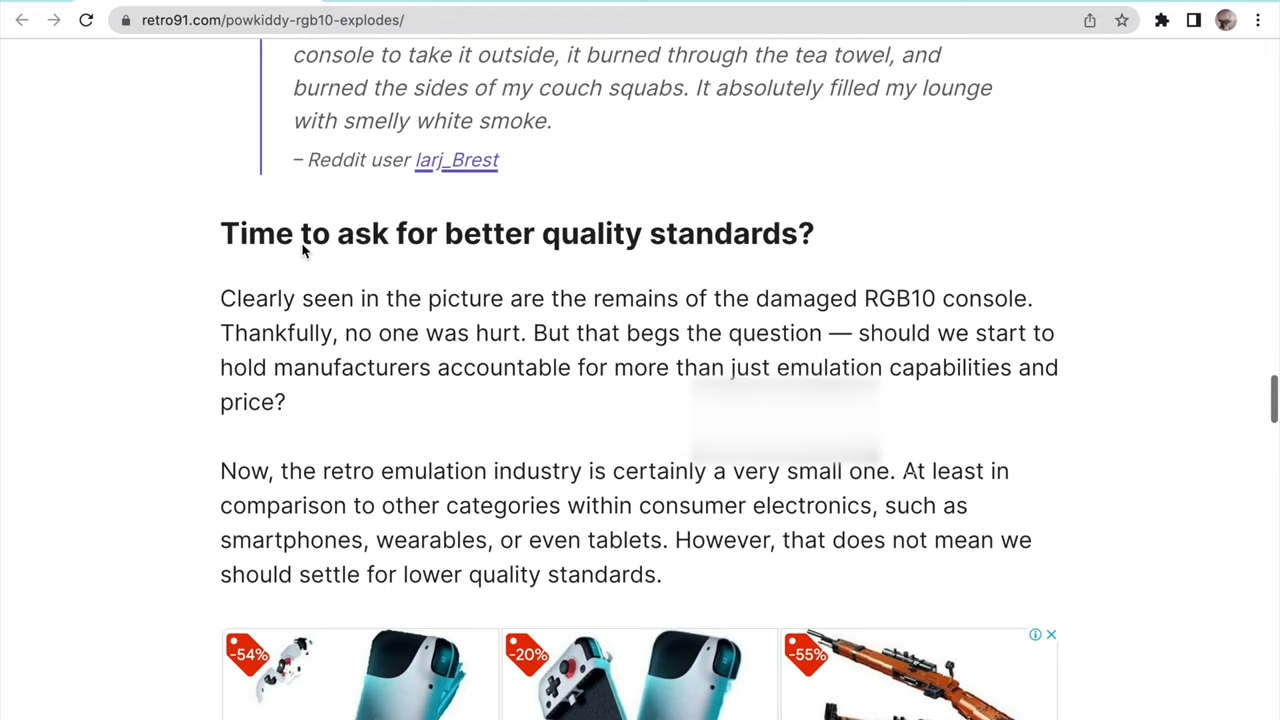 retro91.com/powkiddy-rgb10-explodes/
console to take it outside, it burned through the tea towel, and
burned the sides of my couch squabs. It absolutely filled my lounge
with smelly white smoke.
– Reddit user larj_Brest
Time to ask for better quality standards?
Clearly seen in the picture are the remains of the damaged RGB10 console.
Thankfully, no one was hurt. But that begs the question — should we start to
hold manufacturers accountable for more than just emulation capabilities and
price?
Now, the retro emulation industry is certainly a very small one. At least in
comparison to other categories within consumer electronics, such as
smartphones, wearables, or even tablets. However, that does not mean we
should settle for lower quality standards.
-54%
-20%
-55%